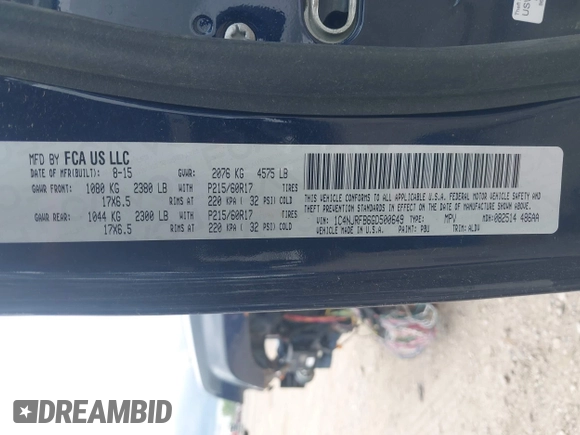 MFD BY FCA US LLC
DATE OF MFR(BUILT): 8-15 GVWR: 2076 KG 4575 LB
GAWR FRONT: 1080 KG 2380 LB WITH P215/60R17 TIRES
17X6.5 RIMS AT 220 KPA ( 32 PSI) COLD
GAWR REAR: 1044 KG 2300 LB WITH P215/60R17 TIRES
17X6.5 RIMS AT 220 KPA ( 32 PSI) COLD
THIS VEHICLE CONFORMS TO ALL APPLICABLE U.S.A. FEDERAL MOTOR VEHICLE SAFETY, BUMPER, AND
THEFT PREVENTION STANDARDS IN EFFECT ON THE DATE OF MANUFACTURE SHOWN ABOVE.
VIN: 1C4NJRFB6GD500649 TYPE: MPV MDH: 082514 486AA
VEHICLE MADE IN U.S.A. PAINT: PBU TRIM: ALDV
DREAMBID